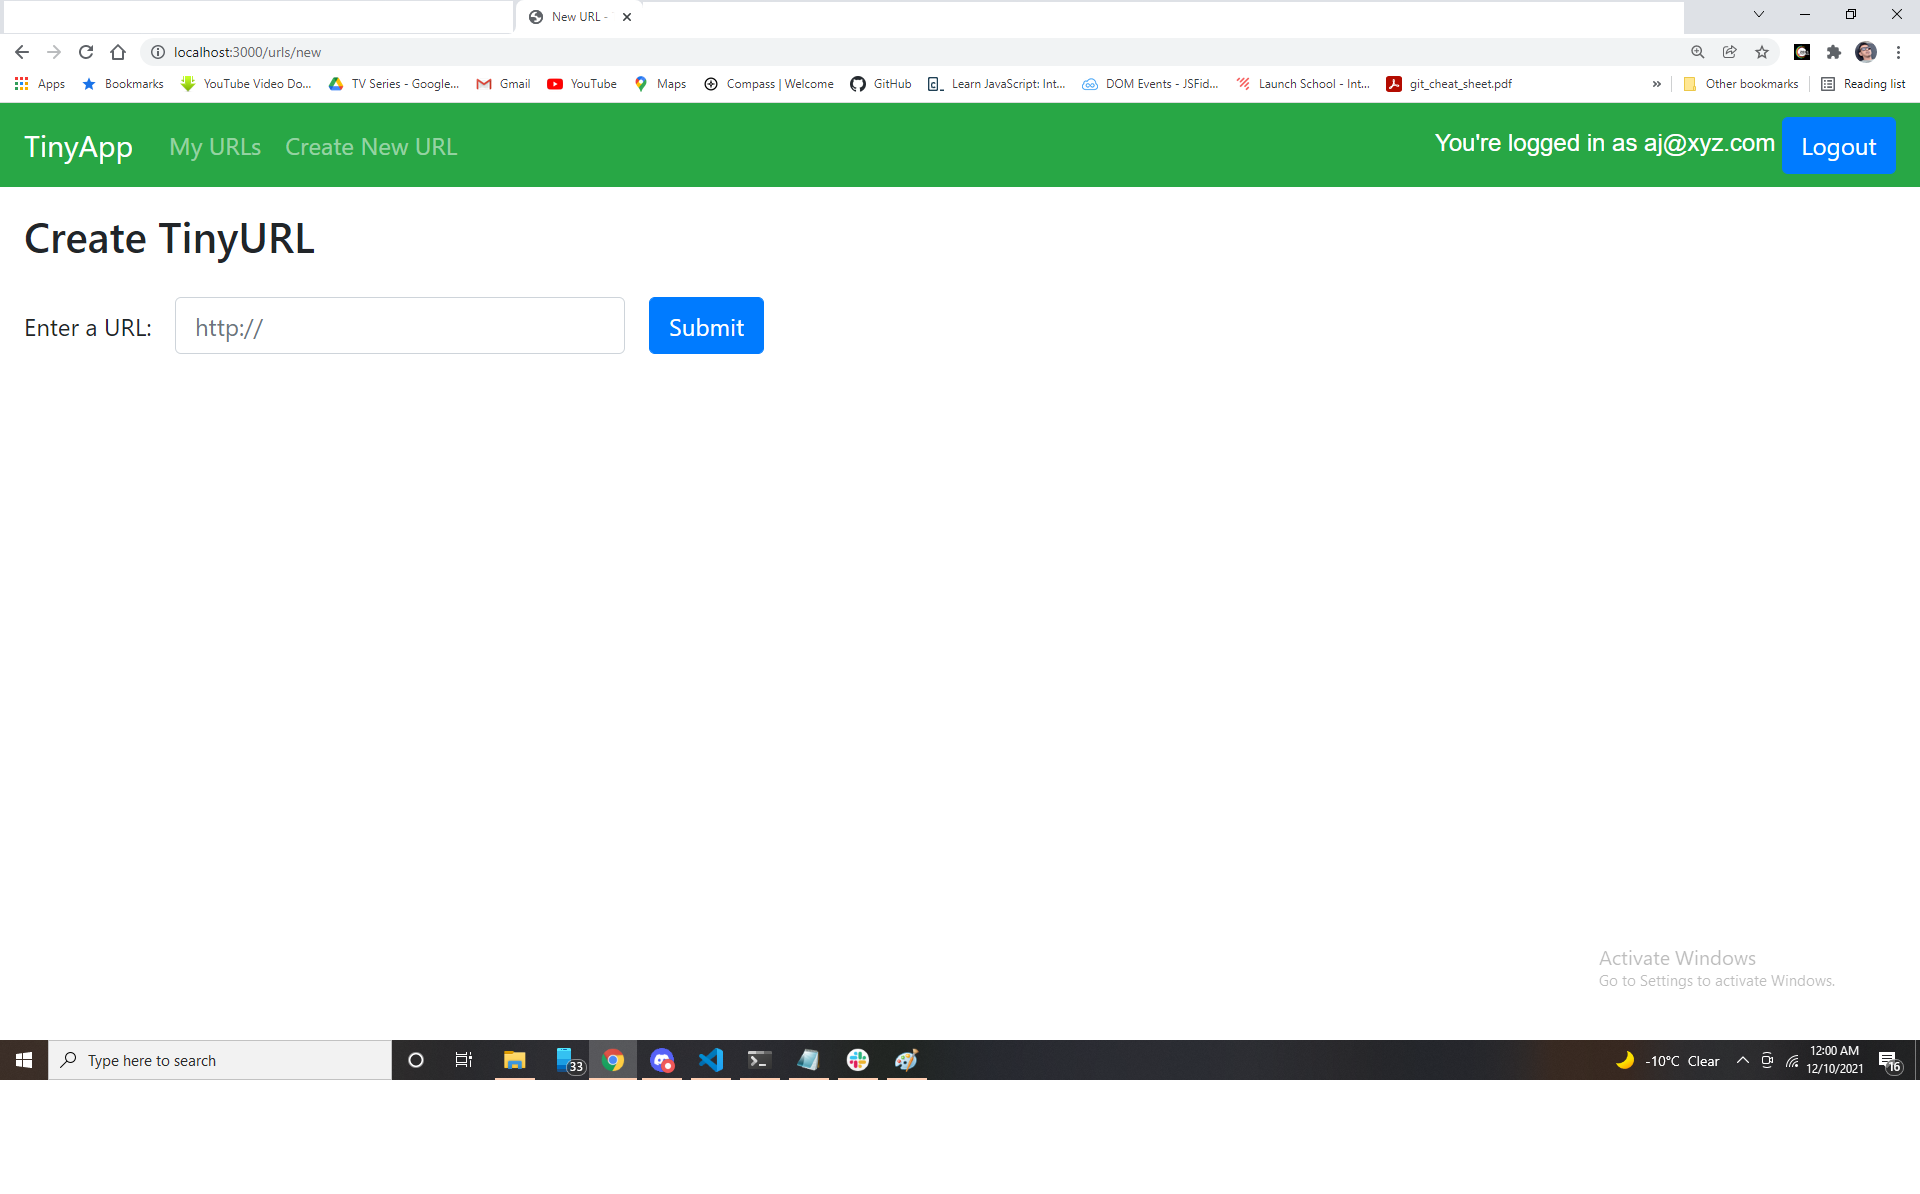 New URL -
localhost:3000/urls/new
Apps Bookmarks YouTube Video Do... TV Series - Google... Gmail YouTube Maps Compass | Welcome GitHub Learn JavaScript: Int... DOM Events - JSFid... Launch School - Int... git_cheat_sheet.pdf » Other bookmarks Reading list
TinyApp My URLs Create New URL You're logged in as aj@xyz.com Logout
Create TinyURL
Enter a URL: http:// Submit
Activate Windows
Go to Settings to activate Windows.
Type here to search 33 -10°C Clear 12:00 AM
12/10/2021 16